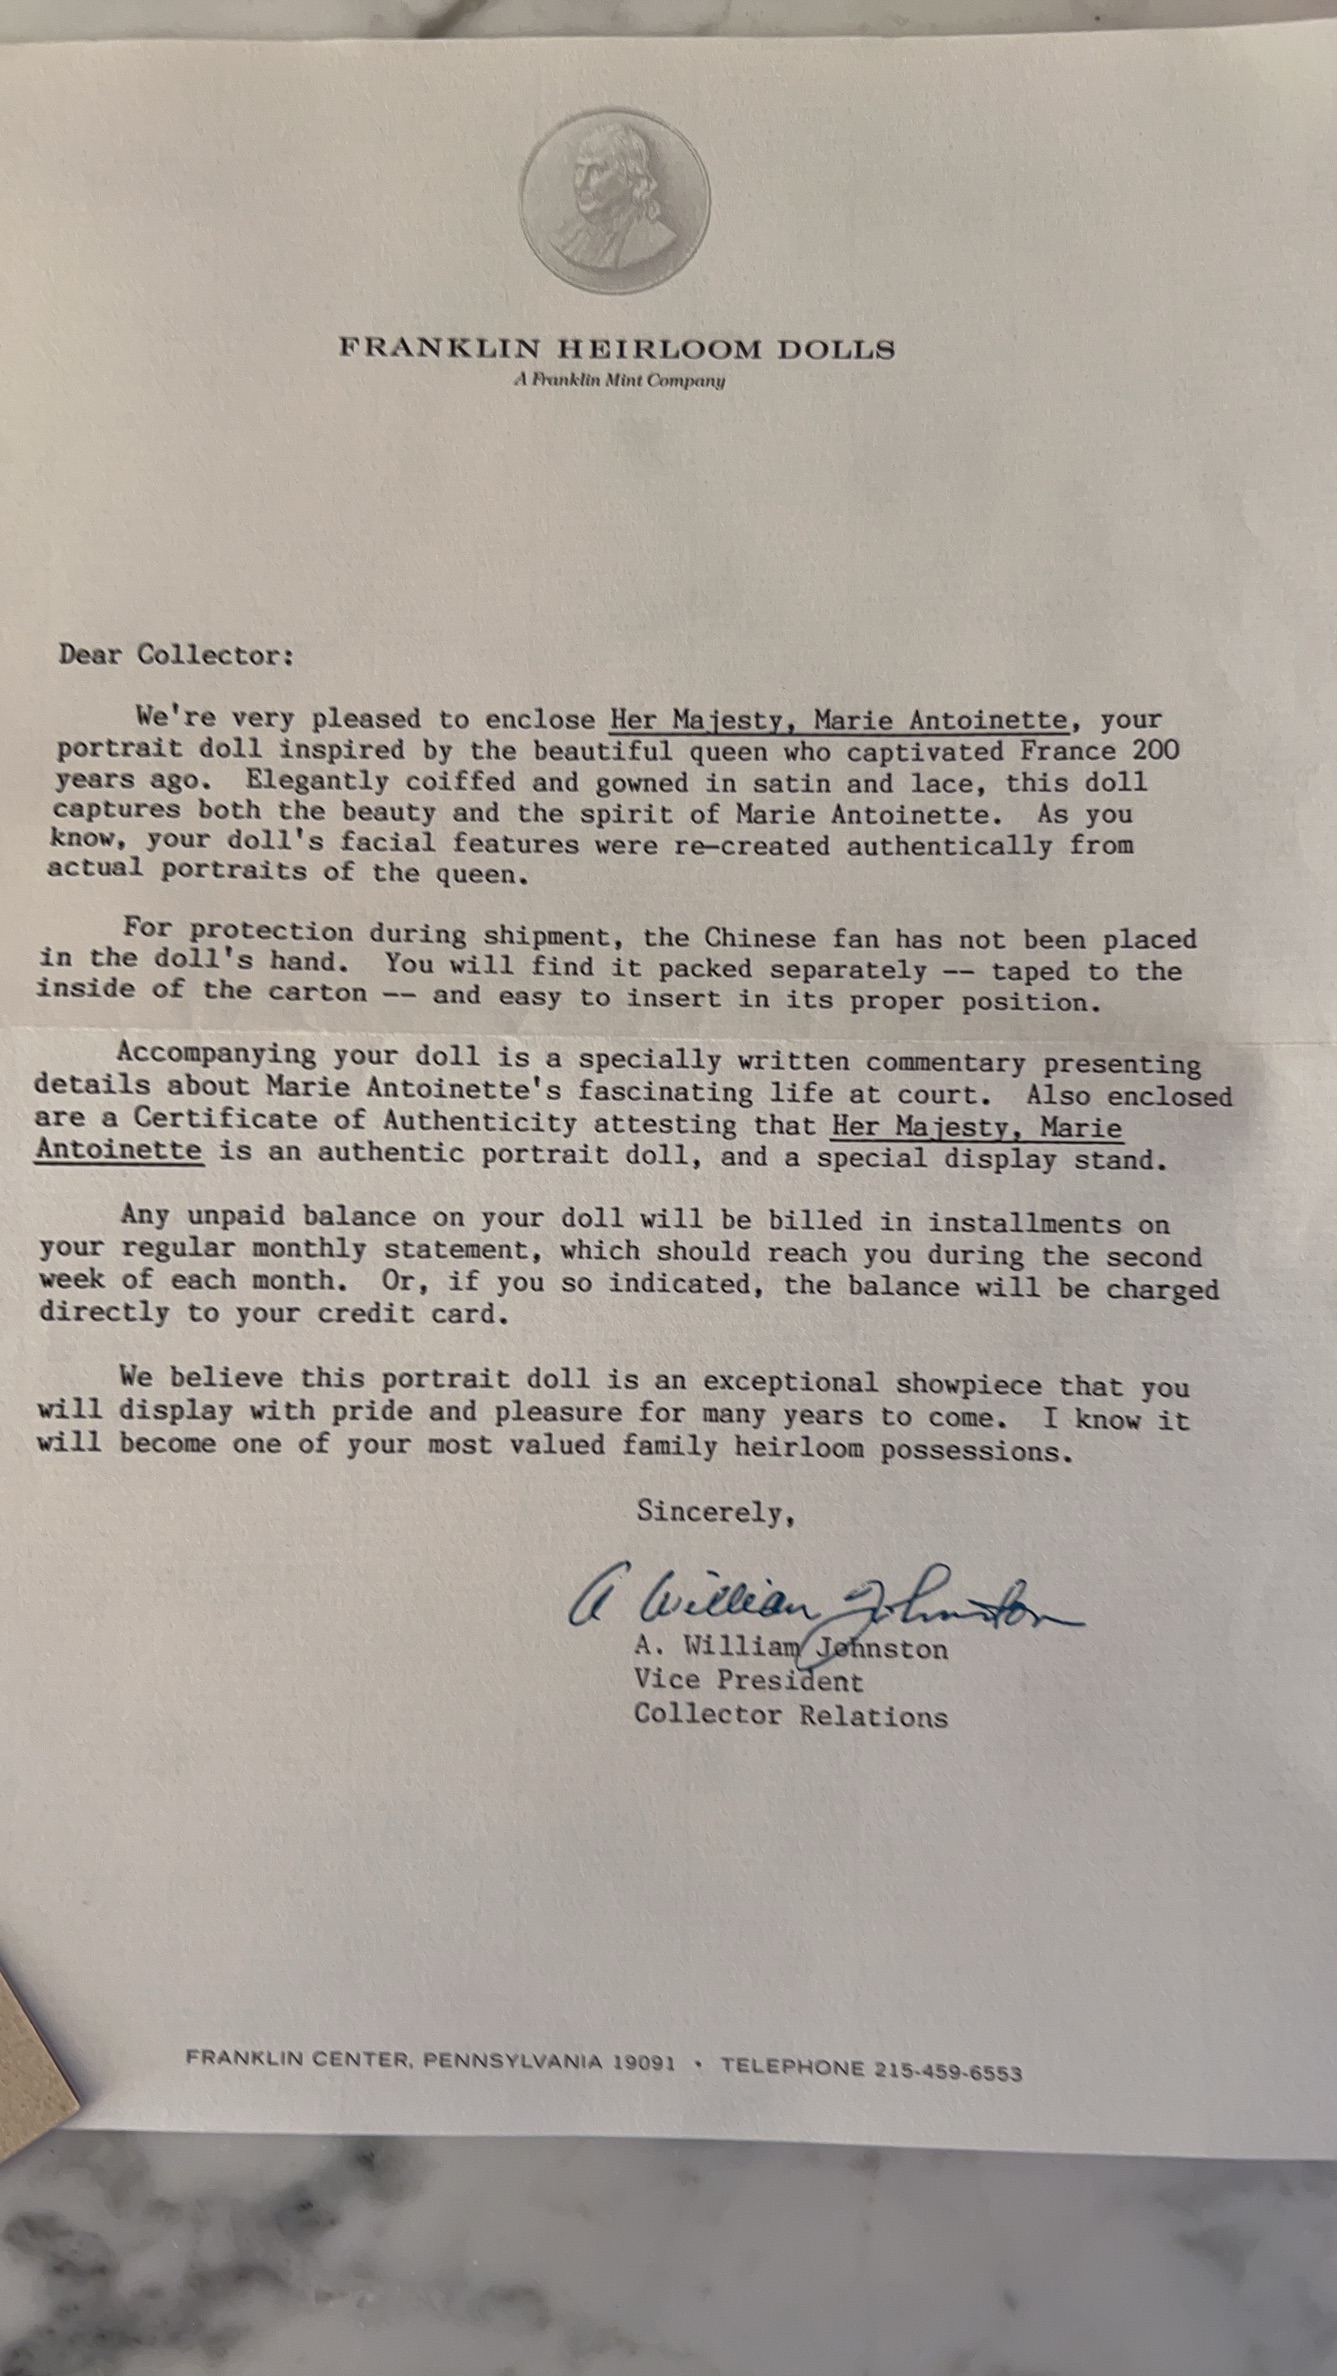 FRANKLIN HEIRLOOM DOLLS
A Franklin Mint Company
Dear Collector:
We're very pleased to enclose Her Majesty, Marie Antoinette, your
portrait doll inspired by the beautiful queen who captivated France 200
years ago. Elegantly coiffed and gowned in satin and lace, this doll
captures both the beauty and the spirit of Marie Antoinette. As you
know, your doll's facial features were re-created authentically from
actual portraits of the queen.
For protection during shipment, the Chinese fan has not been placed
in the doll's hand. You will find it packed separately -- taped to the
inside of the carton -- and easy to insert in its proper position.
Accompanying your doll is a specially written commentary presenting
details about Marie Antoinette's fascinating life at court. Also enclosed
are a Certificate of Authenticity attesting that Her Majesty, Marie
Antoinette is an authentic portrait doll, and a special display stand.
Any unpaid balance on your doll will be billed in installments on
your regular monthly statement, which should reach you during the second
week of each month. Or, if you so indicated, the balance will be charged
directly to your credit card.
We believe this portrait doll is an exceptional showpiece that you
will display with pride and pleasure for many years to come. I know it
will become one of your most valued family heirloom possessions.
Sincerely,
A William Johnston
A. William Johnston
Vice President
Collector Relations
FRANKLIN CENTER, PENNSYLVANIA 19091 • TELEPHONE 215-459-6553